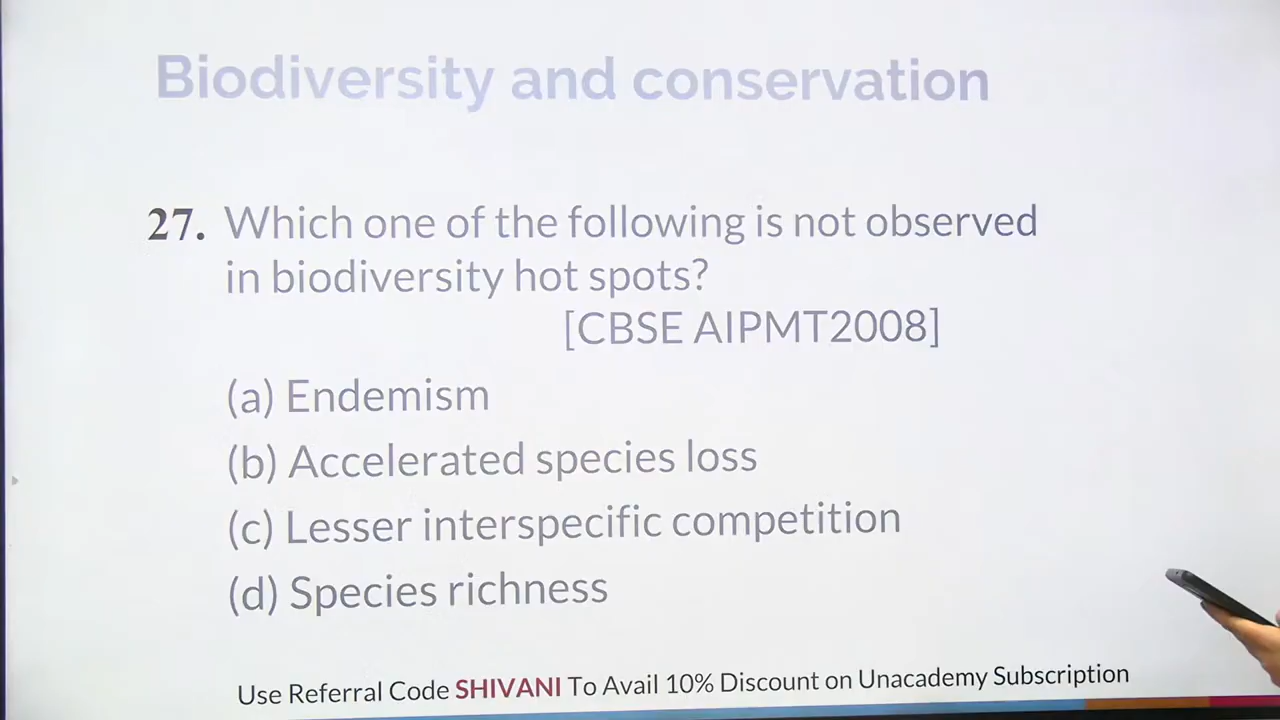 Biodiversity and conservation
27. Which one of the following is not observed
in biodiversity hot spots?
[CBSE AIPMT2008]
(a) Endemism
(b) Accelerated species loss
(c) Lesser interspecific competition
(d) Species richness
Use Referral Code SHIVANI To Avail 10% Discount on Unacademy Subscription